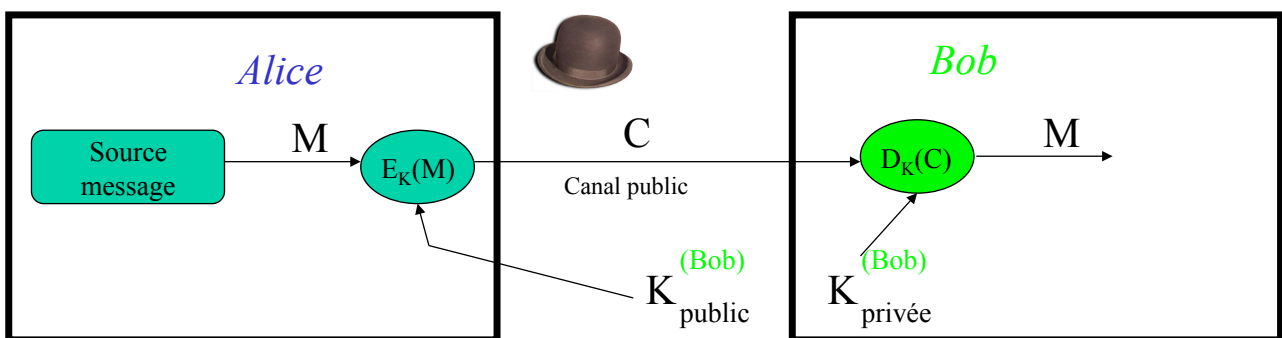 Alice
Bob
Source
message
M
E_K(M)
C
Canal public
D_K(C)
M
K public (Bob)
K privée (Bob)